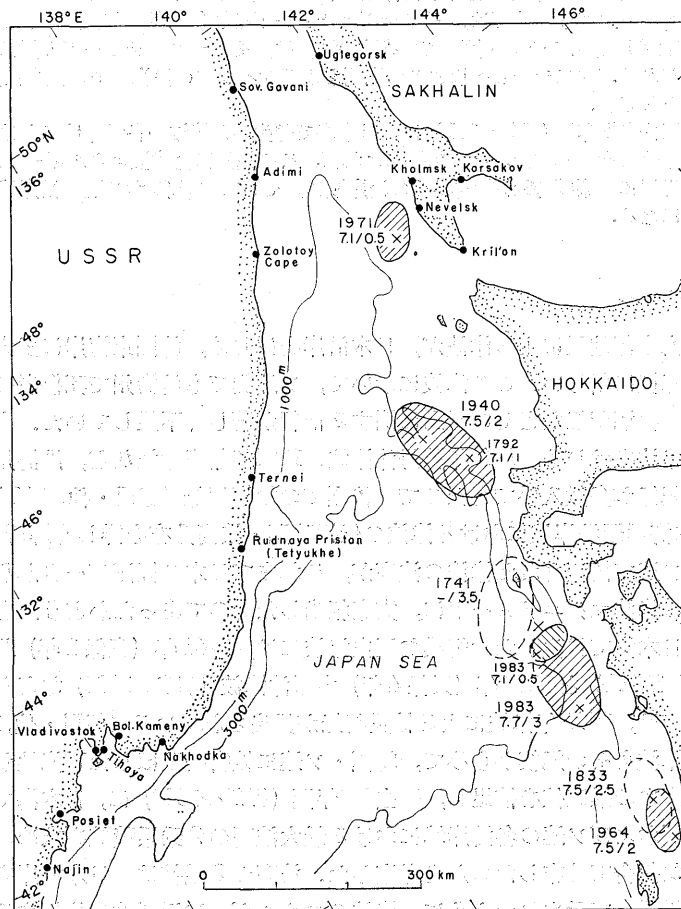 138°E 140° 142° 144° 146°
Uglegorsk
Sov. Gavani
SAKHALIN
50°N
136°
Adimi
Kholmsk Korsakov
Nevelsk
1971
7.1/0.5
USSR
Zolotoy
Cape
Kril'on
48°
134°
1000 m
HOKKAIDO
1940
7.5/2
1792
7.1/1
Ternei
46°
Rudnaya Pristan
(Tetyukhe)
132°
1741
-/3.5
JAPAN SEA
1983
7.1/0.5
1983
7.7/3
44°
3000 m
Vladivostok
Bol. Kameny
Tihaya
Nakhodka
1833
7.5/2.5
1964
7.5/2
Posiet
Najin
42°
0 300 km